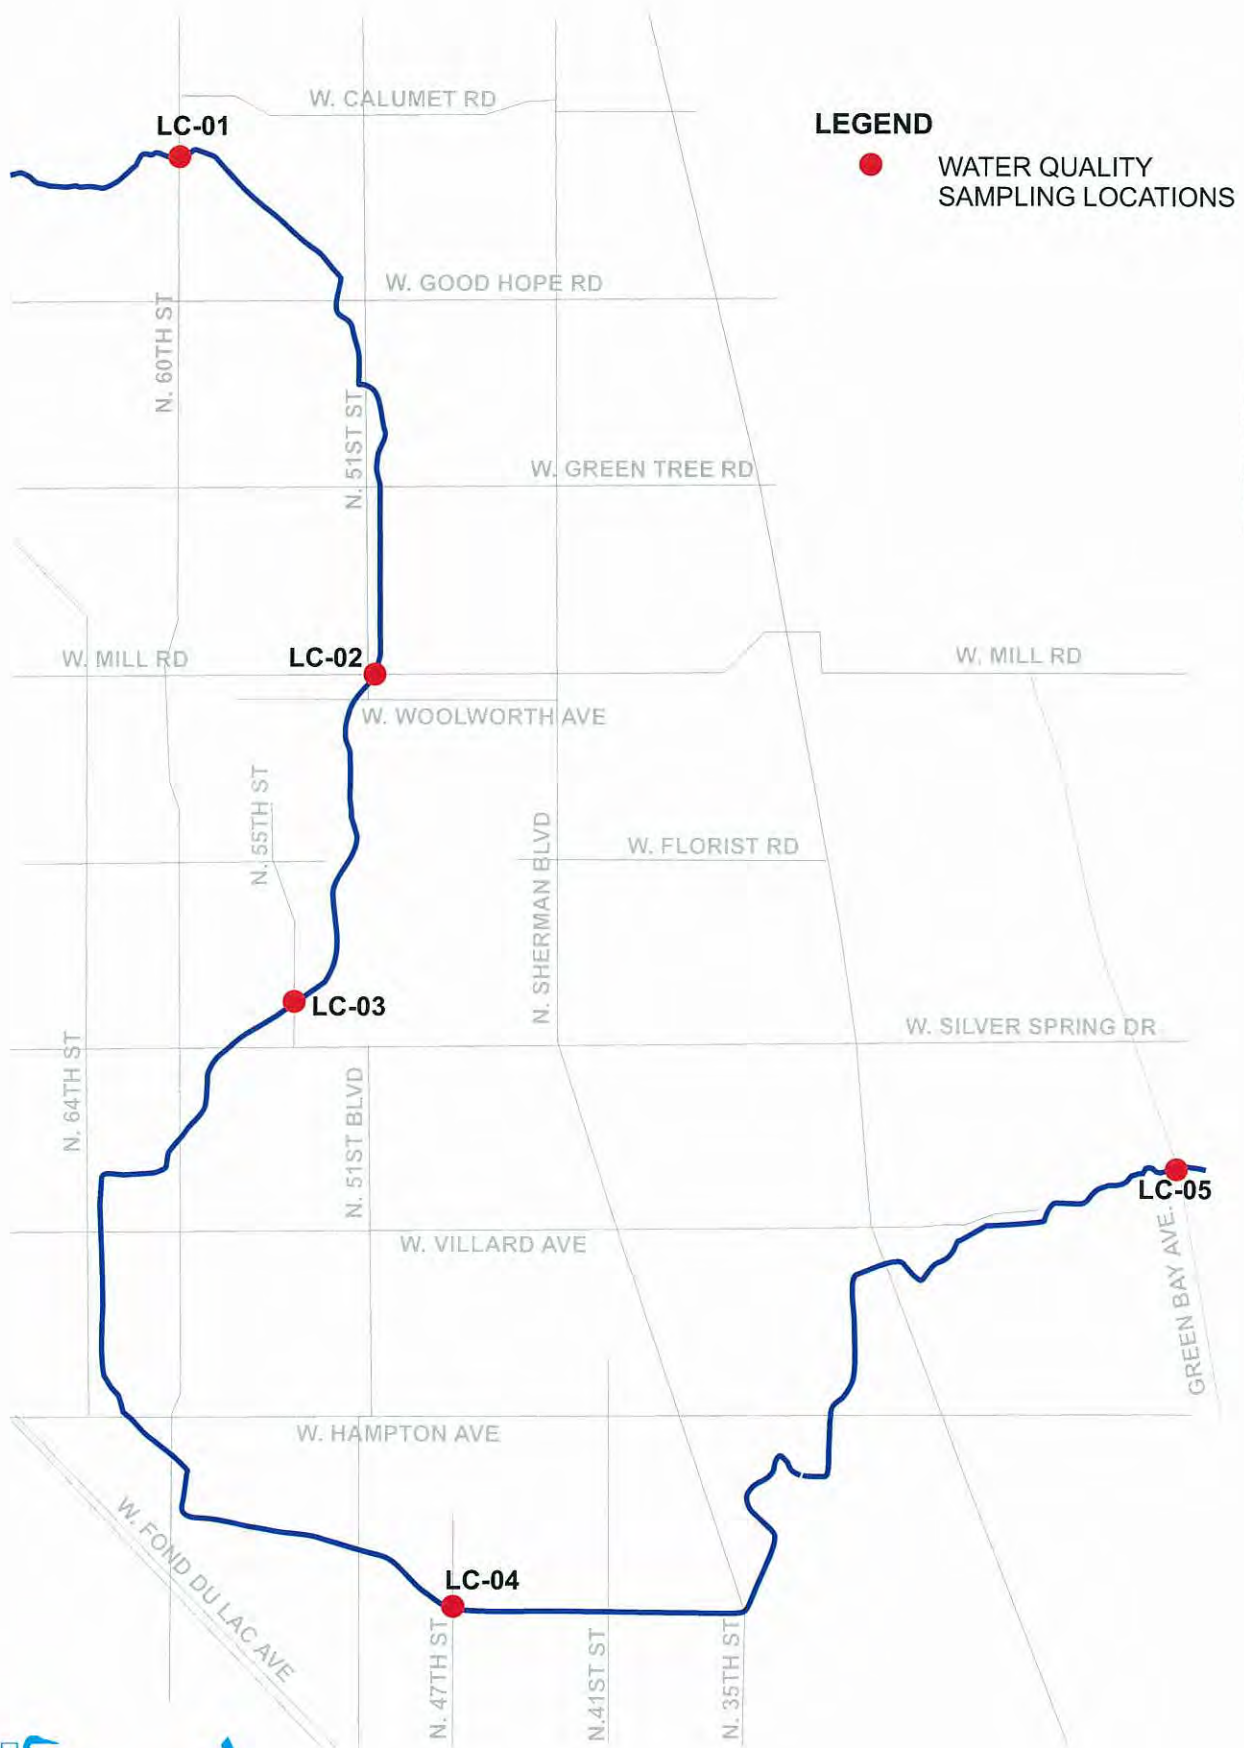 W. CALUMET RD
LC-01
LEGEND
WATER QUALITY
SAMPLING LOCATIONS
W. GOOD HOPE RD
N. 60TH ST
N. 51ST ST
W. GREEN TREE RD
W. MILL RD
LC-02
W. MILL RD
W. WOOLWORTH AVE
N. 55TH ST
N. SHERMAN BLVD
W. FLORIST RD
LC-03
W. SILVER SPRING DR
N. 64TH ST
N. 51ST BLVD
LC-05
W. VILLARD AVE
GREEN BAY AVE.
W. HAMPTON AVE
W. FOND DU LAC AVE
LC-04
N. 47TH ST
N.41ST ST
N. 35TH ST